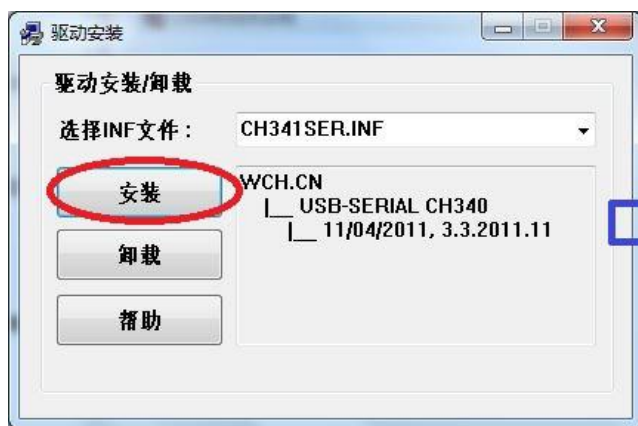 驱动安装
驱动安装/卸载
选择INF文件：
CH341SER.INF
安装
WCH.CN
|__ USB-SERIAL CH340
|__ 11/04/2011, 3.3.2011.11
卸载
帮助